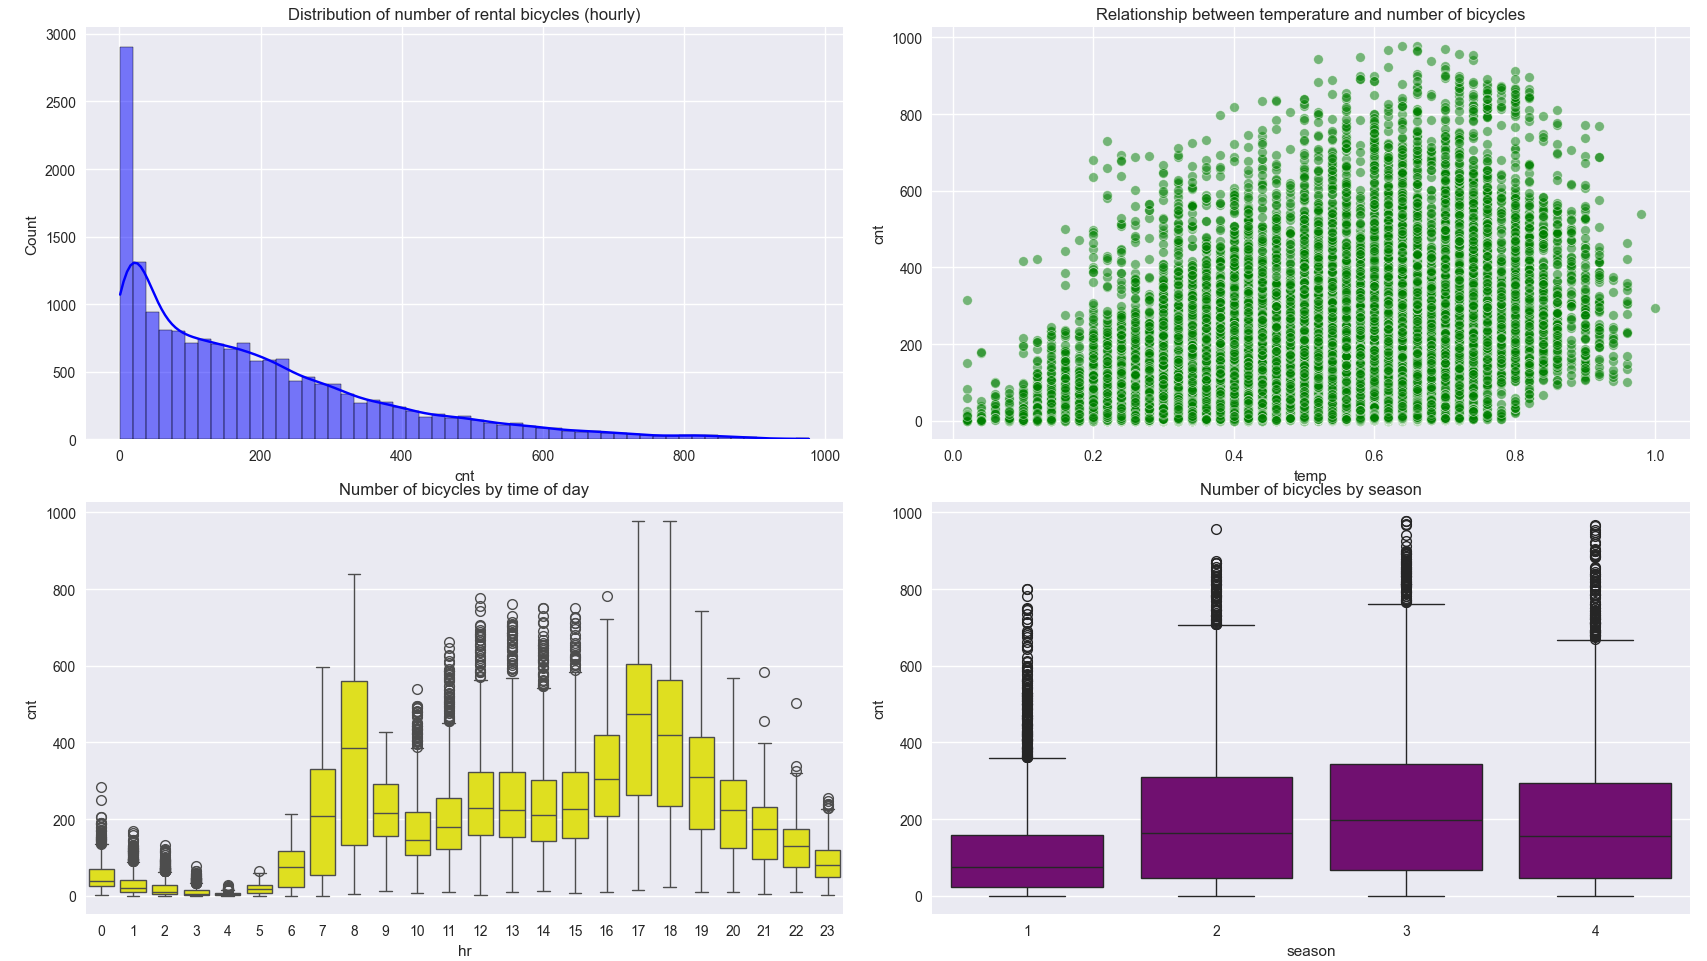 Distribution of number of rental bicycles (hourly)
Count
3000
2500
2000
1500
1000
500
0
0 200 400 600 800 1000
cnt
Relationship between temperature and number of bicycles
cnt
1000
800
600
400
200
0
0.0 0.2 0.4 0.6 0.8 1.0
temp
Number of bicycles by time of day
cnt
1000
800
600
400
200
0
0 1 2 3 4 5 6 7 8 9 10 11 12 13 14 15 16 17 18 19 20 21 22 23
hr
Number of bicycles by season
cnt
1000
800
600
400
200
0
1 2 3 4
season